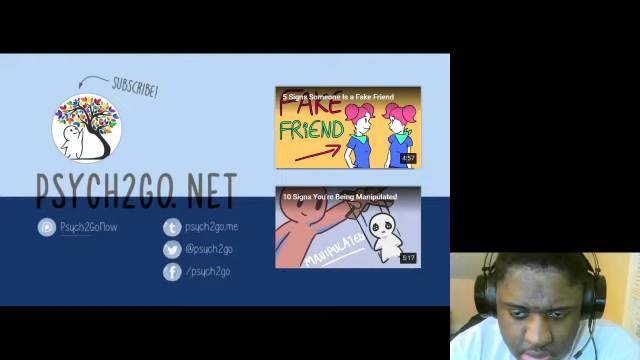 SUBSCRIBE!
PSYCH2GO.NET
Psych2GoNow
psych2go.me
@psych2go
/psych2go
5 Signs Someone Is a Fake Friend
FAKE
FRIEND
4:57
10 Signs You're Being Manipulated
MANIPULATED
5:17